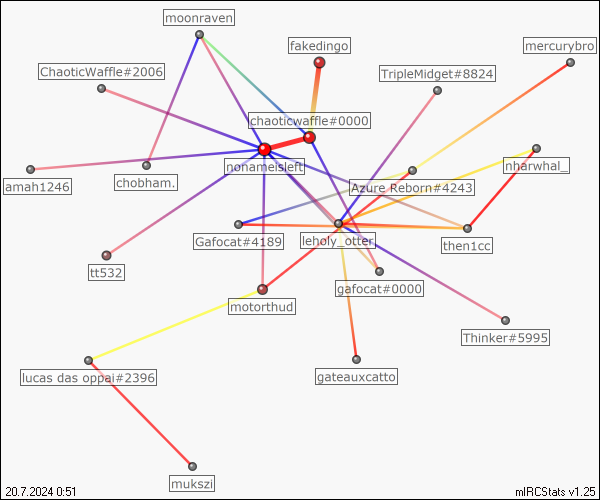 moonraven
fakedingo
mercurybro
ChaoticWaffle#2006
TripleMidget#8824
chaoticwaffle#0000
nonameisleft
nharwhal_
amah1246
chobham.
Azure Reborn#4243
Gafocat#4189
leholy_otter
then1cc
tt532
gafocat#0000
motorthud
Thinker#5995
lucas das oppai#2396
gateauxcatto
mukszi
20.7.2024 0:51
mIRCStats v1.25